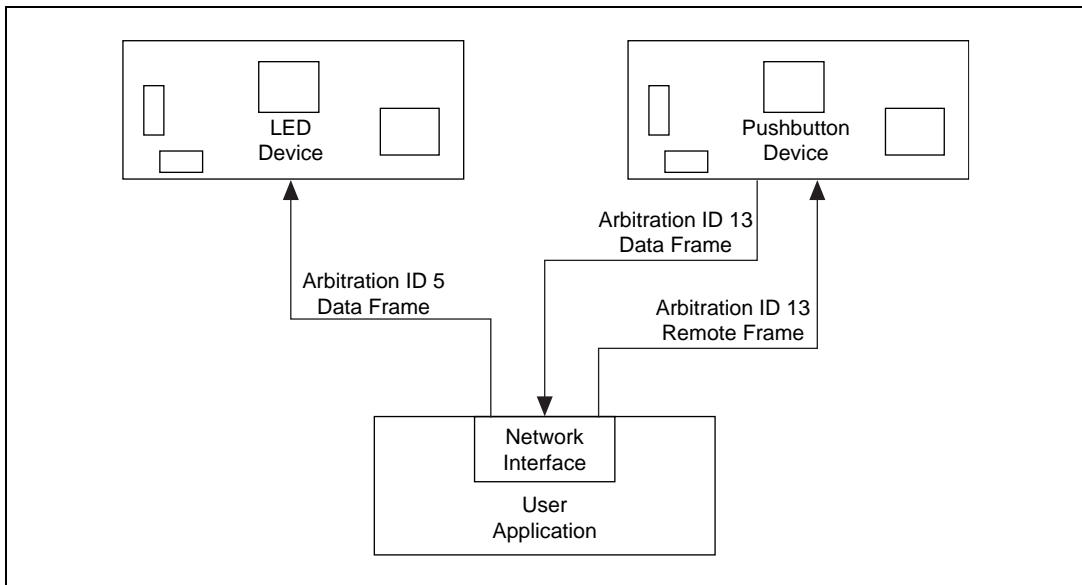 LED
Device
Pushbutton
Device
Arbitration ID 13
Data Frame
Arbitration ID 5
Data Frame
Arbitration ID 13
Remote Frame
Network
Interface
User
Application